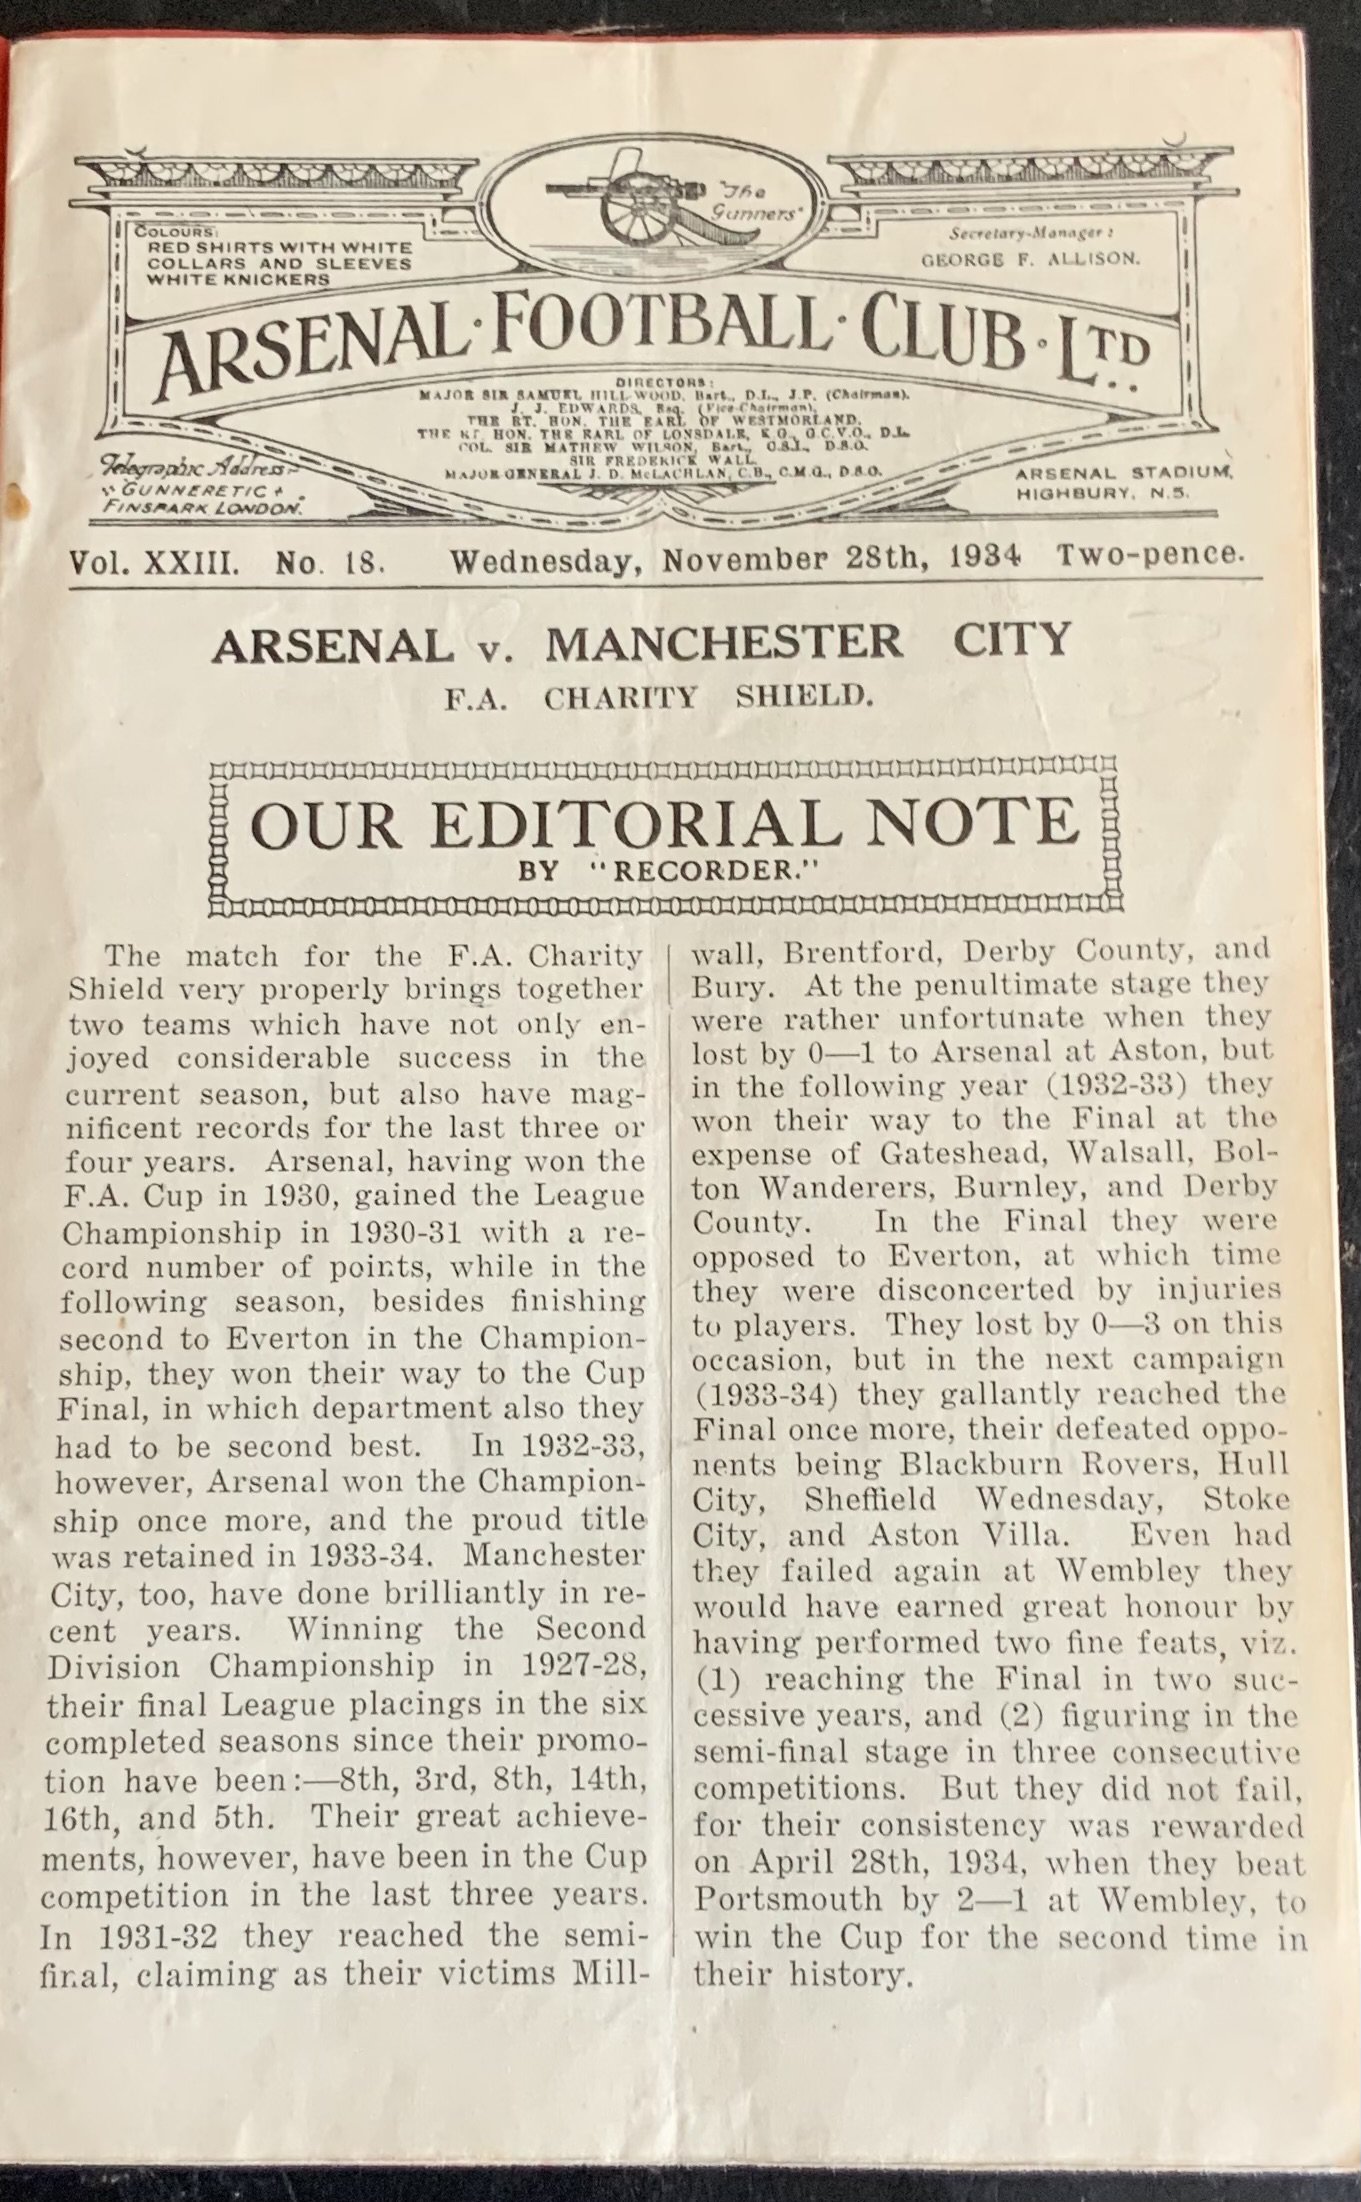 "The
Gunners"
COLOURS:
RED SHIRTS WITH WHITE
COLLARS AND SLEEVES
WHITE KNICKERS
Secretary-Manager:
GEORGE F. ALLISON.
ARSENAL · FOOTBALL · CLUB · LTD..
DIRECTORS:
MAJOR SIR SAMUEL HILL-WOOD, Bart., D.L., J.P. (Chairman).
J. J. EDWARDS, Esq. (Vice-Chairman),
THE RT. HON. THE EARL OF WESTMORLAND.
THE RT. HON. THE RARL OF LONSDALE, K.G., G.C.V.O., D.L.
COL. SIR MATHEW WILSON, Bart., C.S.I., D.S.O.
SIR FREDERICK WALL.
MAJOR-GENERAL J. D. McLACHLAN, C.B., C.M.G., D.S.O.
Telegraphic Address:-
"GUNNERETIC +
FINSPARK LONDON.
ARSENAL STADIUM,
HIGHBURY, N.5.
Vol. XXIII. No. 18. Wednesday, November 28th, 1934 Two-pence.
ARSENAL v. MANCHESTER CITY
F.A. CHARITY SHIELD.
OUR EDITORIAL NOTE
BY "RECORDER."
The match for the F.A. Charity
Shield very properly brings together
two teams which have not only en-
joyed considerable success in the
current season, but also have mag-
nificent records for the last three or
four years. Arsenal, having won the
F.A. Cup in 1930, gained the League
Championship in 1930-31 with a re-
cord number of points, while in the
following season, besides finishing
second to Everton in the Champion-
ship, they won their way to the Cup
Final, in which department also they
had to be second best. In 1932-33,
however, Arsenal won the Champion-
ship once more, and the proud title
was retained in 1933-34. Manchester
City, too, have done brilliantly in re-
cent years. Winning the Second
Division Championship in 1927-28,
their final League placings in the six
completed seasons since their promo-
tion have been:—8th, 3rd, 8th, 14th,
16th, and 5th. Their great achieve-
ments, however, have been in the Cup
competition in the last three years.
In 1931-32 they reached the semi-
final, claiming as their victims Mill-
wall, Brentford, Derby County, and
Bury. At the penultimate stage they
were rather unfortunate when they
lost by 0—1 to Arsenal at Aston, but
in the following year (1932-33) they
won their way to the Final at the
expense of Gateshead, Walsall, Bol-
ton Wanderers, Burnley, and Derby
County. In the Final they were
opposed to Everton, at which time
they were disconcerted by injuries
to players. They lost by 0—3 on this
occasion, but in the next campaign
(1933-34) they gallantly reached the
Final once more, their defeated oppo-
nents being Blackburn Rovers, Hull
City, Sheffield Wednesday, Stoke
City, and Aston Villa. Even had
they failed again at Wembley they
would have earned great honour by
having performed two fine feats, viz.
(1) reaching the Final in two suc-
cessive years, and (2) figuring in the
semi-final stage in three consecutive
competitions. But they did not fail,
for their consistency was rewarded
on April 28th, 1934, when they beat
Portsmouth by 2—1 at Wembley, to
win the Cup for the second time in
their history.